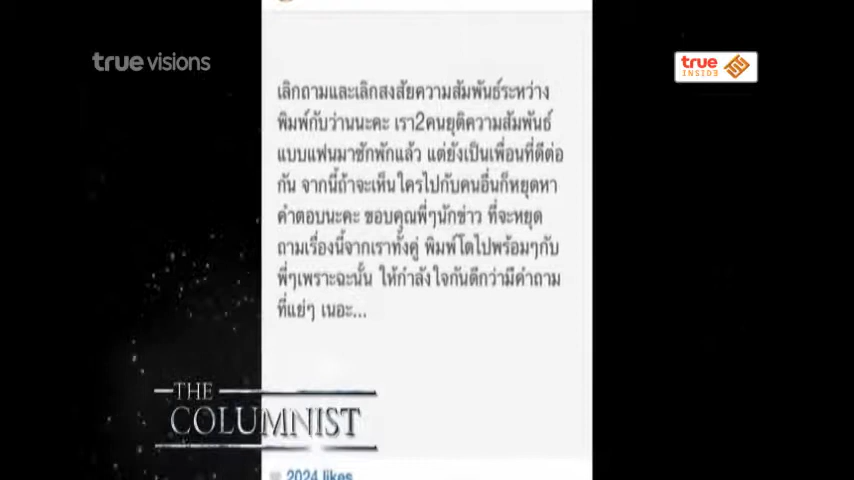 truevisions
true
INSIDE
เลิกถามและเลิกสงสัยความสัมพันธ์ระหว่าง
พิมพ์กับว่านนะคะ เรา2คนยุติความสัมพันธ์
แบบแฟนมาซักพักแล้ว แต่ยังเป็นเพื่อนที่ดีต่อ
กัน จากนี้ถ้าจะเห็นใครไปกับคนอื่นก็หยุดหา
คำตอบนะคะ ขอบคุณพี่ๆนักข่าว ที่จะหยุด
ถามเรื่องนี้จากเราทั้งคู่ พิมพ์โตไปพร้อมๆกับ
พี่ๆเพราะฉะนั้น ให้กำลังใจกันดีกว่ามีคำถาม
ที่แย่ๆ เนอะ...
THE
COLUMNIST
2024 likes